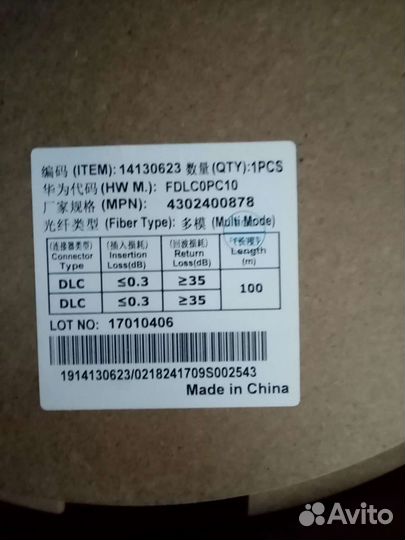 编码 (ITEM): 14130623 数量 (QTY): 1PCS
华为代码 (HW M.): FDLC0PC10
厂家规格 (MPN): 4302400878
光纤类型 (Fiber Type): 多模 (Multi Mode)
(连接器类型) Connector Type (插入损耗) Insertion Loss(dB) (回波损耗) Return Loss(dB) Length (m)
DLC ≤0.3 ≥35 100
DLC ≤0.3 ≥35
LOT NO: 17010406
1914130623/0218241709S002543
Made in China
Avito